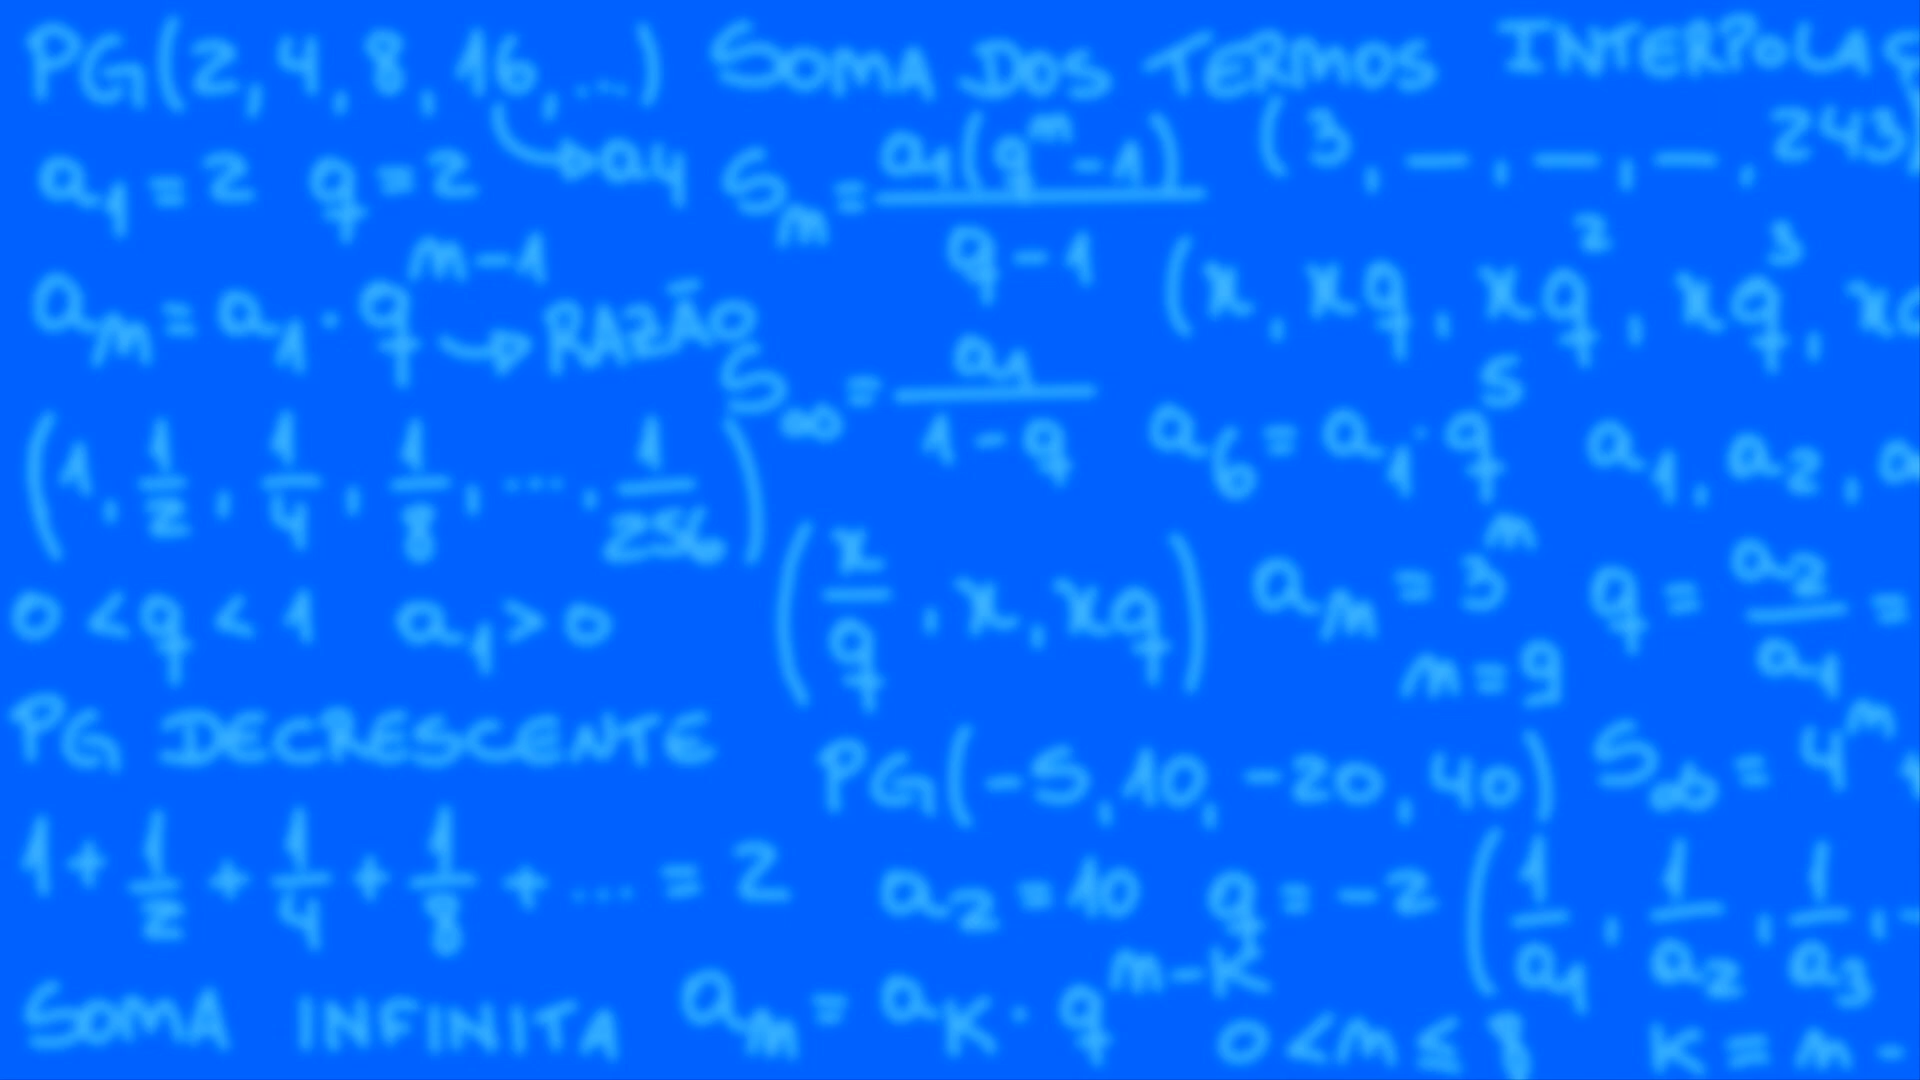 PG(2, 4, 8, 16, ...)
a₁ = 2 q = 2 → a4
aₙ = a₁ · qⁿ⁻¹ → RAZÃO
(1, 1/2, 1/4, 1/8, ..., 1/256)
0 < q < 1 a₁ > 0
PG DECRESCENTE
1 + 1/2 + 1/4 + 1/8 + ... = 2
SOMA INFINITA
SOMA DOS TERMOS
Sₙ = a₁(qⁿ - 1) / q - 1
S∞ = a₁ / 1 - q
(x/q, x, xq)
PG(-5, 10, -20, 40)
a₂ = 10 q = -2
aₙ = aₖ · qⁿ⁻ᴷ
INTERPOLAÇ
(3, _, _, _, 243)
(x, xq, xq², xq³, x
a₆ = a₁ · q⁵ a₁, a₂, a
aₙ = 3ⁿ q = a₂/a₁ =
n = 9
S∞ = 4ⁿ
(1/a₁, 1/a₂, 1/a₃,
0 < n ≤ 8 K = n -